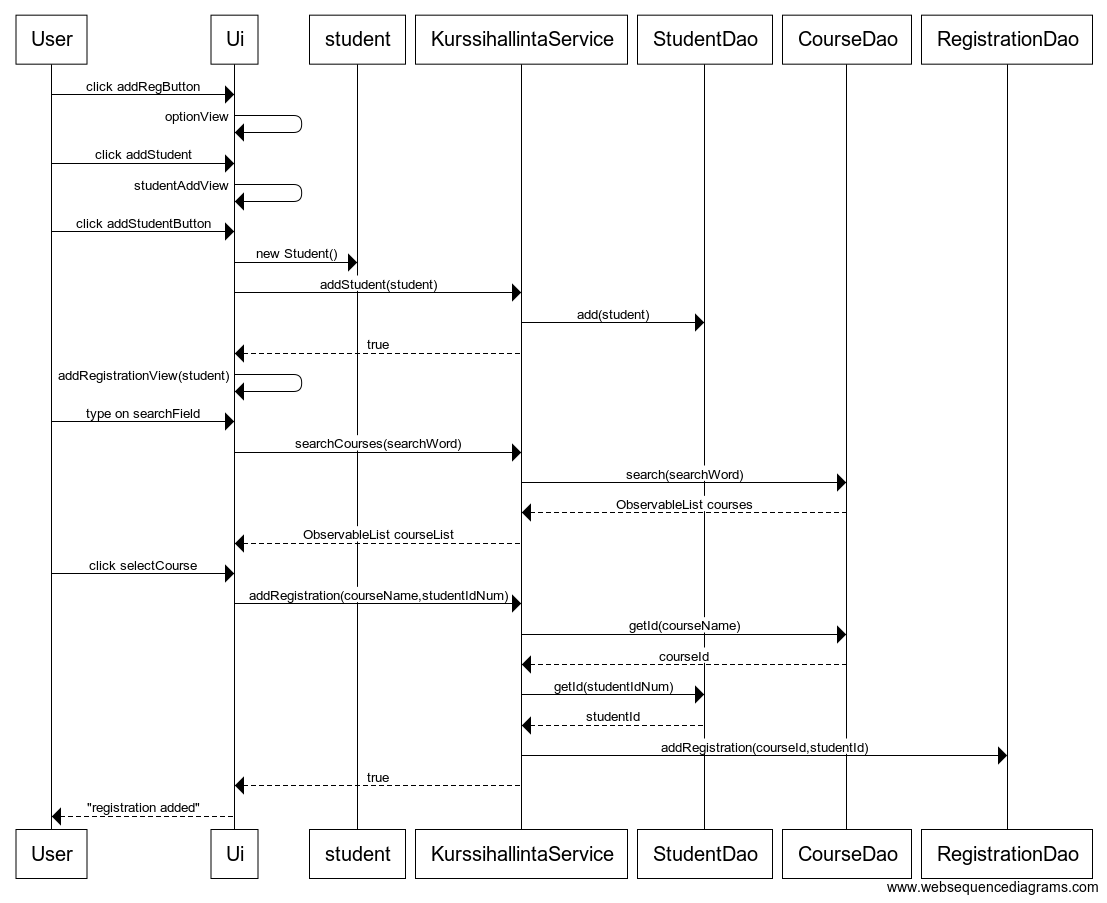 User Ui student KurssihallintaService StudentDao CourseDao RegistrationDao
click addRegButton
optionView
click addStudent
studentAddView
click addStudentButton
new Student()
addStudent(student)
add(student)
true
addRegistrationView(student)
type on searchField
searchCourses(searchWord)
search(searchWord)
ObservableList courses
ObservableList courseList
click selectCourse
addRegistration(courseName,studentIdNum)
getId(courseName)
courseId
getId(studentIdNum)
studentId
addRegistration(courseId,studentId)
true
"registration added"
User Ui student KurssihallintaService StudentDao CourseDao RegistrationDao
www.websequencediagrams.com